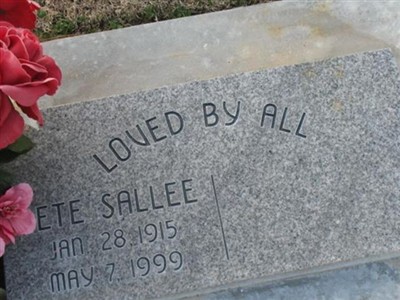 LOVED BY ALL
ETE SALLEE
JAN. 28. 1915
MAY 7. 1999